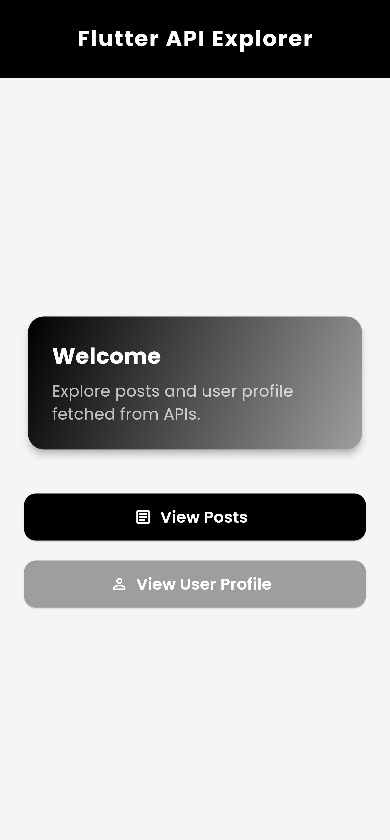 Flutter API Explorer
Welcome
Explore posts and user profile
fetched from APIs.
View Posts
View User Profile